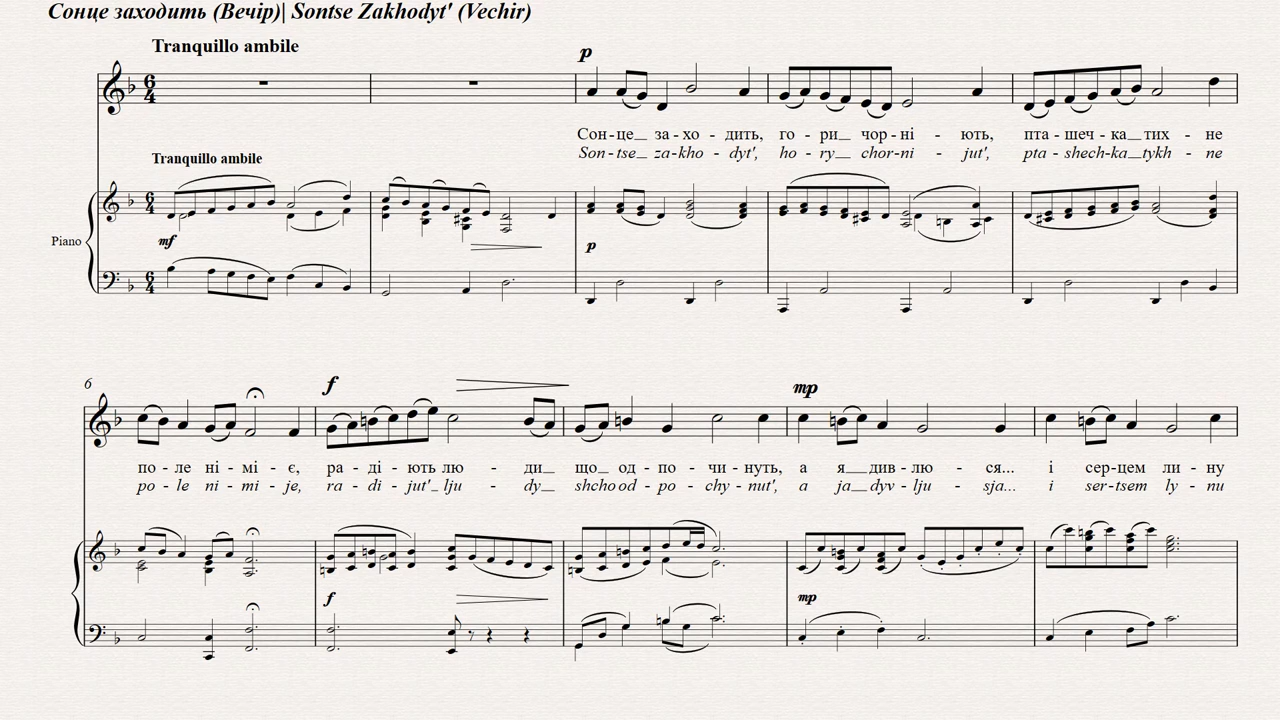 Сонце заходить (Вечір)| Sontse Zakhodyt' (Vechir)
Tranquillo ambile
p
Сон-це_ за-хо - дить, го - ри_ чор-ні - ють, пта - шеч - ка_тих - не
Son-tse_ za-kho - dyt', ho - ry_ chor-ni - jut', pta - shech-ka_tykh - ne
Tranquillo ambile
Piano
mf
p
6
f
mp
по - ле ні - мі - є, ра - ді - ють лю - ди_ що_ од - по - чи - нуть, а я_див - лю - ся... і сер-цем ли - ну
po - le ni - mi - je, ra - di - jut'_ lju - dy_ shcho od - po - chy - nut', a ja_dyv - lju - sja... i ser-tsem ly - nu
f
mp